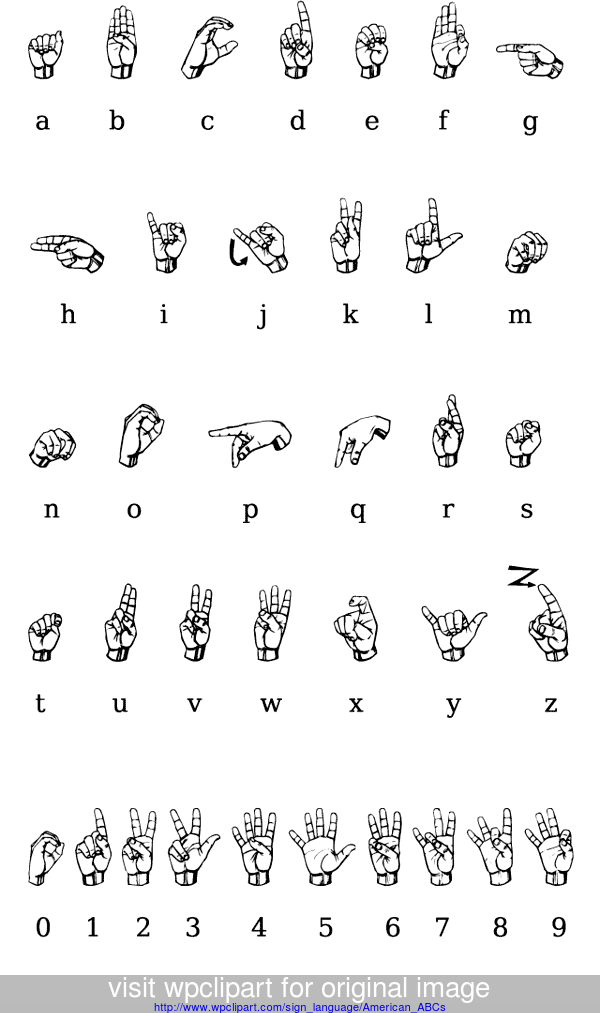 a b c d e f g
h i j k l m
n o p q r s
t u v w x y z
0 1 2 3 4 5 6 7 8 9
visit wpclipart for original image
http://www.wpclipart.com/sign_language/American_ABCs